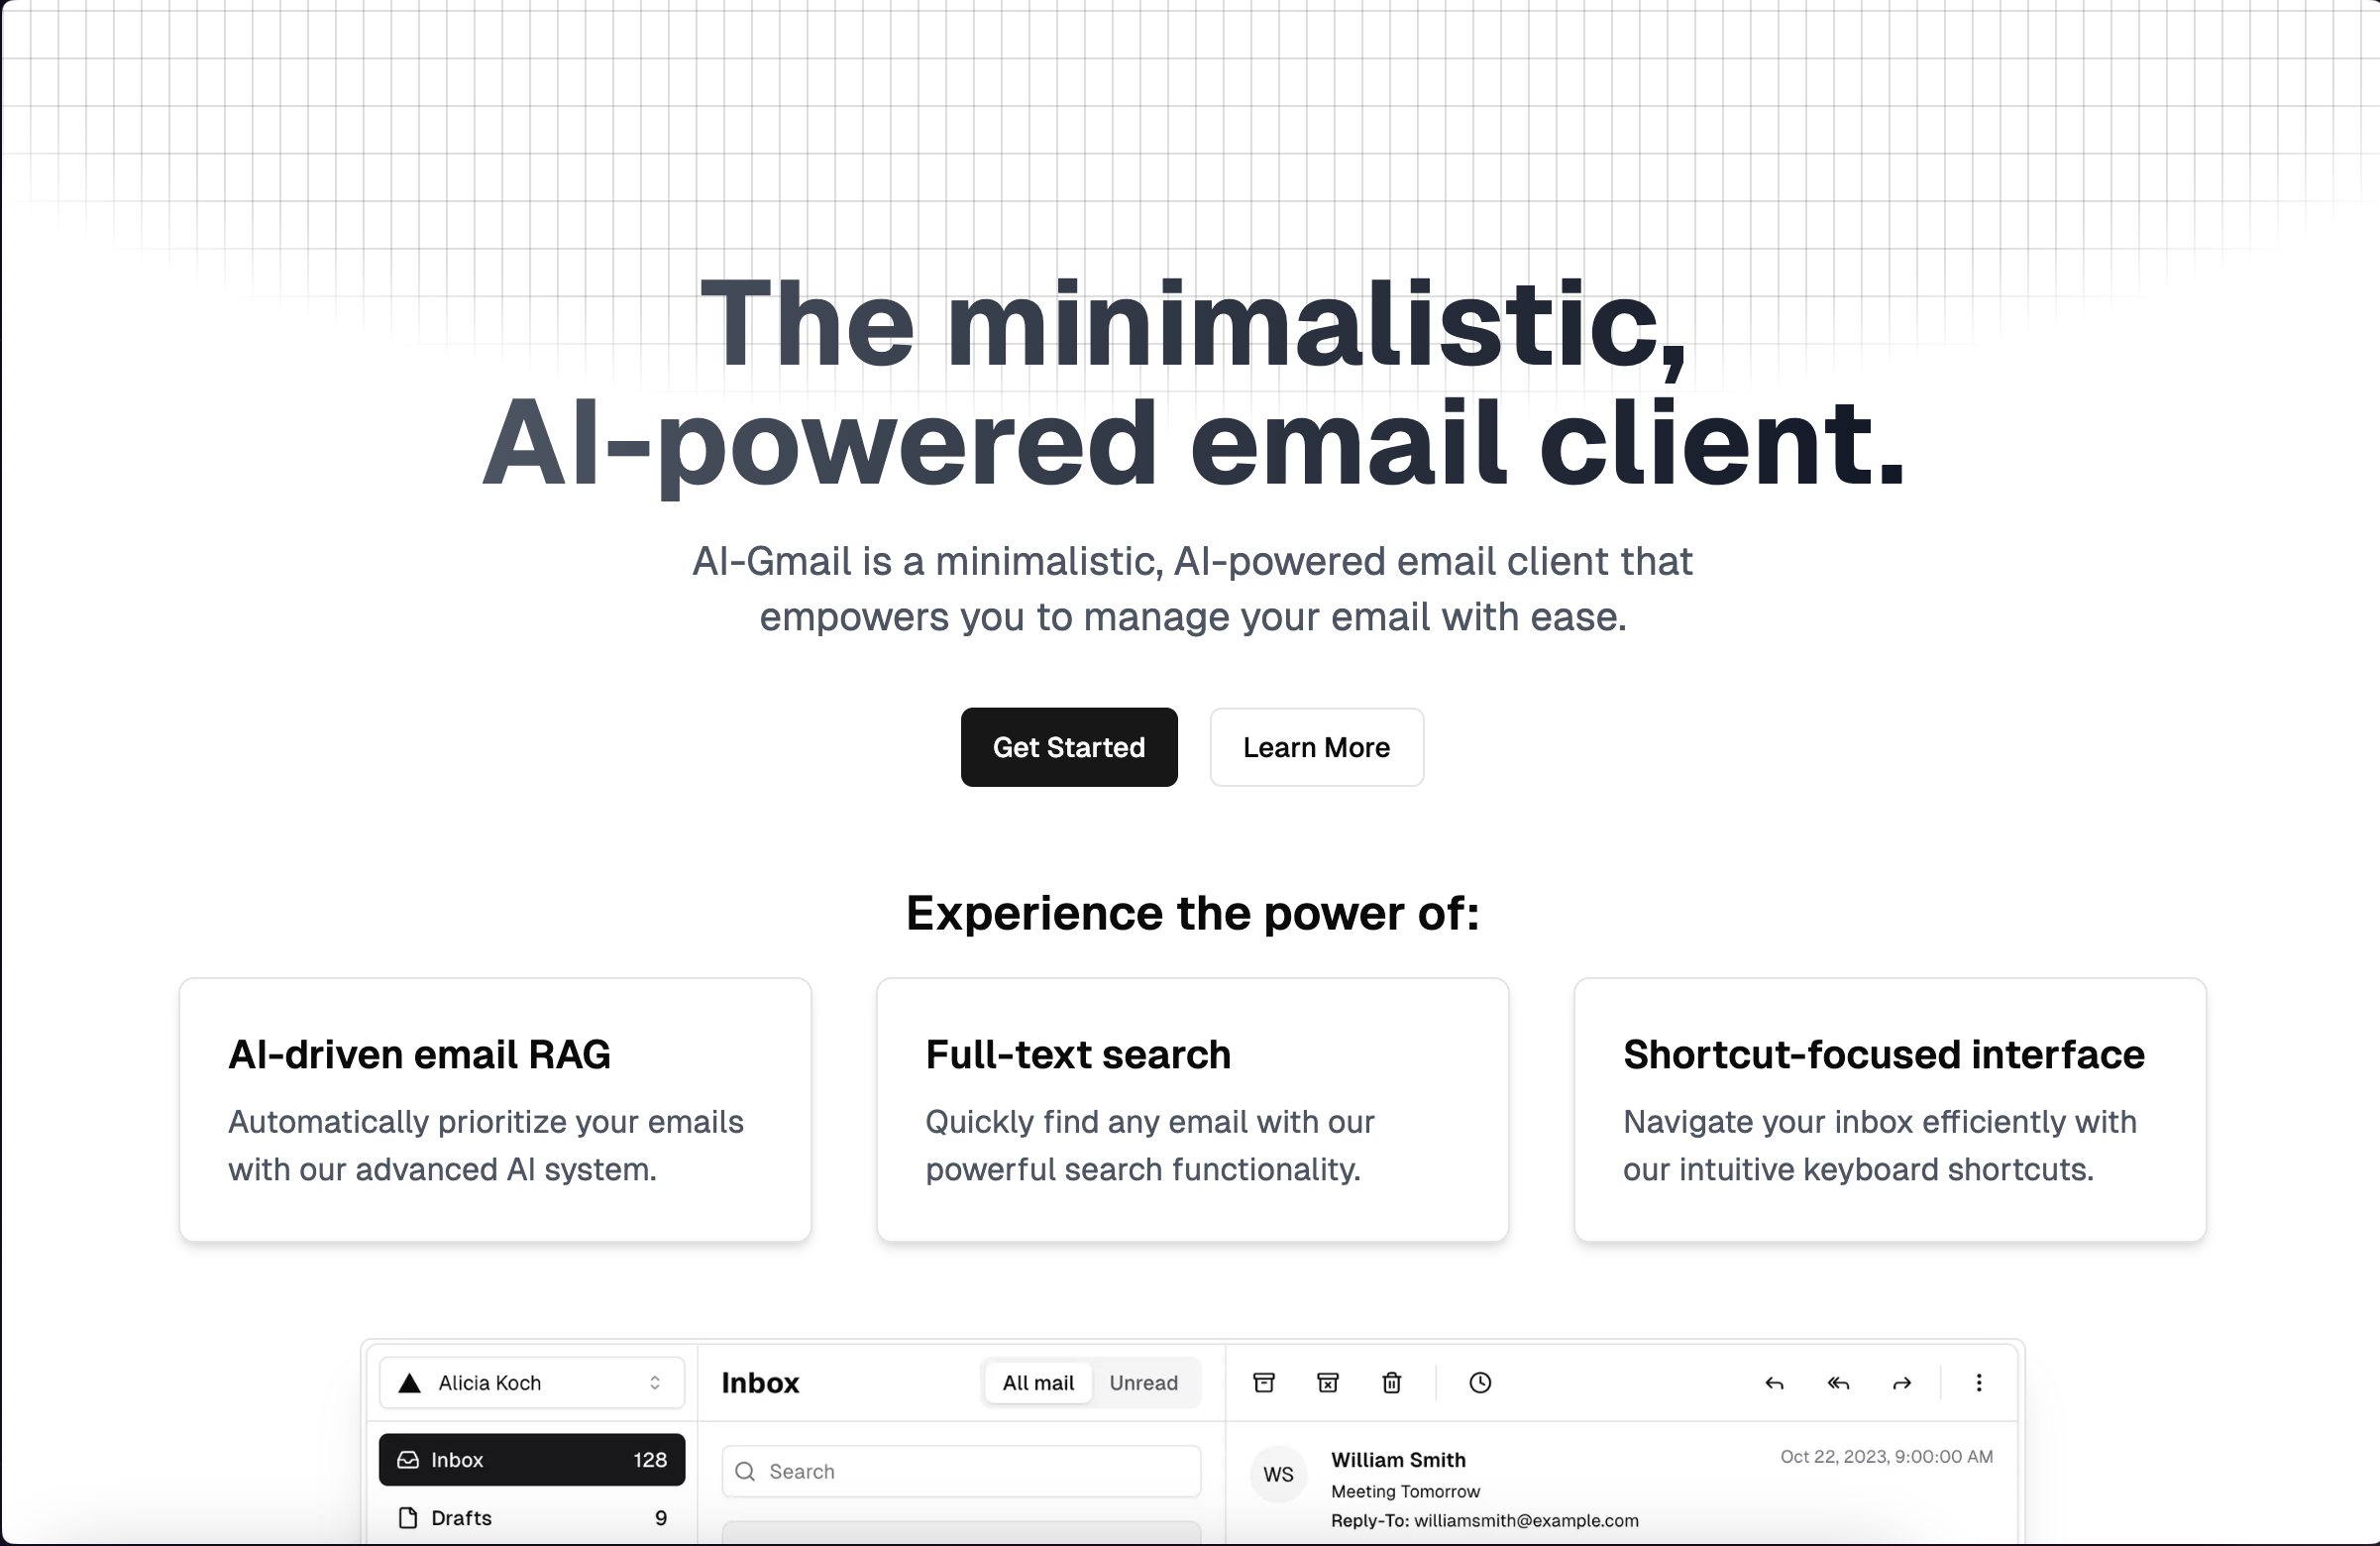 The minimalistic,
AI-powered email client.
AI-Gmail is a minimalistic, AI-powered email client that
empowers you to manage your email with ease.
Get Started
Learn More
Experience the power of:
AI-driven email RAG
Automatically prioritize your emails
with our advanced AI system.
Full-text search
Quickly find any email with our
powerful search functionality.
Shortcut-focused interface
Navigate your inbox efficiently with
our intuitive keyboard shortcuts.
Alicia Koch
Inbox 128
Drafts 9
Inbox
All mail Unread
Search
WS
William Smith
Oct 22, 2023, 9:00:00 AM
Meeting Tomorrow
Reply-To: williamsmith@example.com